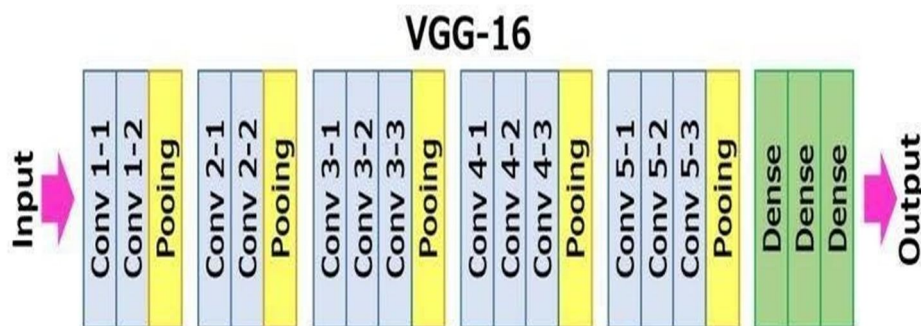 VGG-16
Input
Conv 1-1
Conv 1-2
Pooing
Conv 2-1
Conv 2-2
Pooing
Conv 3-1
Conv 3-2
Conv 3-3
Pooing
Conv 4-1
Conv 4-2
Conv 4-3
Pooing
Conv 5-1
Conv 5-2
Conv 5-3
Pooing
Dense
Dense
Dense
Output